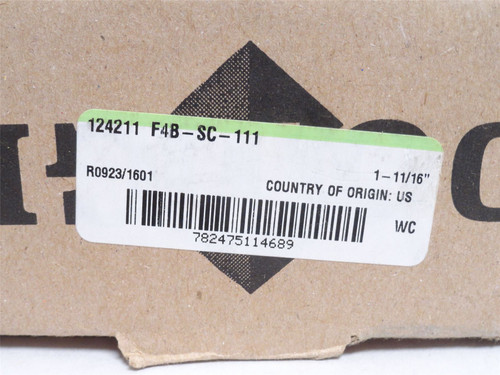 124211 F4B-SC-111
R0923/1601
1-11/16"
COUNTRY OF ORIGIN: US
WC
782475114689